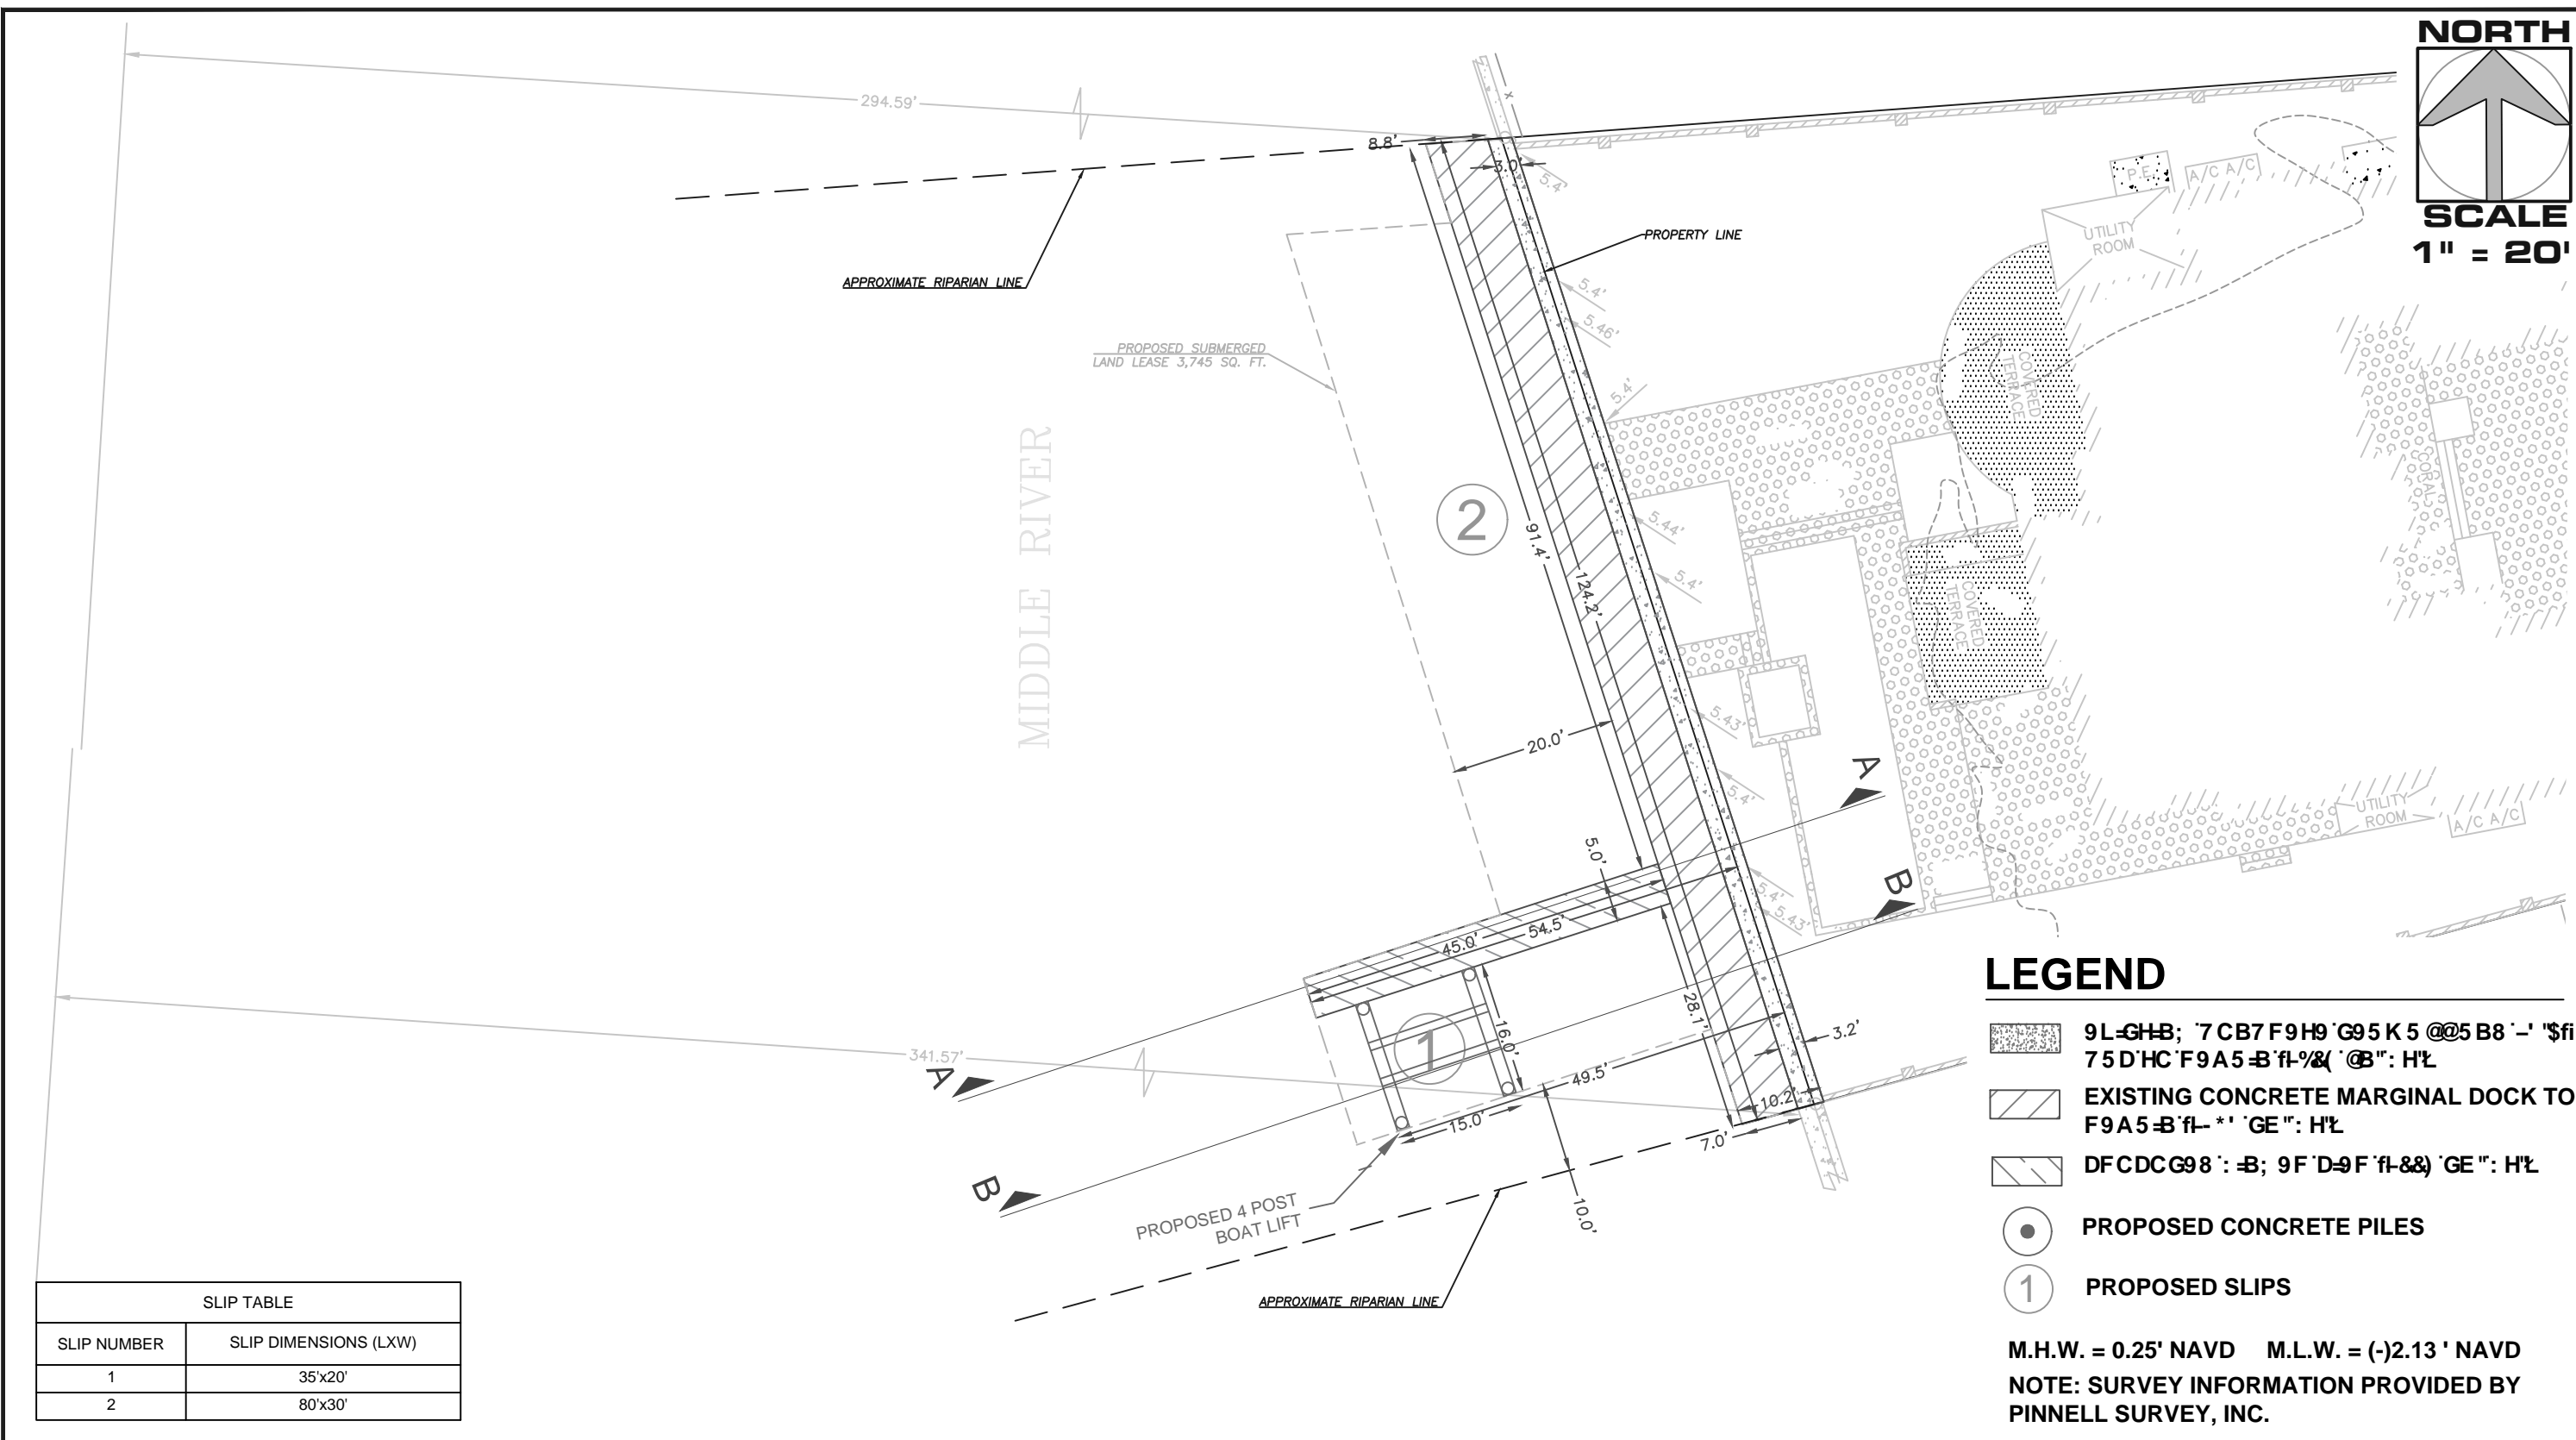 NORTH
SCALE
1" = 20'
294.59'
8.8'
3.0'
5.4'
P.E.
A/C A/C
UTILITY
ROOM
PROPERTY LINE
APPROXIMATE RIPARIAN LINE
5.4'
5.46'
PROPOSED SUBMERGED
LAND LEASE 3,745 SQ. FT.
COVERED
TERRACE
5.4'
MIDDLE RIVER
CORAL
2
91.4'
5.44'
124.2'
5.4'
COVERED
TERRACE
5.43'
20.0'
A
5.4'
UTILITY
ROOM
A/C A/C
5.0'
5.4'
B
5.43'
45.0'
54.5'
28.1'
16.0'
1
3.2'
341.57'
A
49.5'
10.2'
15.0'
7.0'
B
10.0'
PROPOSED 4 POST
BOAT LIFT
APPROXIMATE RIPARIAN LINE
LEGEND
EXISTING CONCRETE MARGINAL DOCK TO
PROPOSED CONCRETE PILES
1
PROPOSED SLIPS
M.H.W. = 0.25' NAVD M.L.W. = (-)2.13 ' NAVD
NOTE: SURVEY INFORMATION PROVIDED BY
PINNELL SURVEY, INC.
SLIP TABLE
SLIP NUMBER SLIP DIMENSIONS (LXW)
1 35'x20'
2 80'x30'